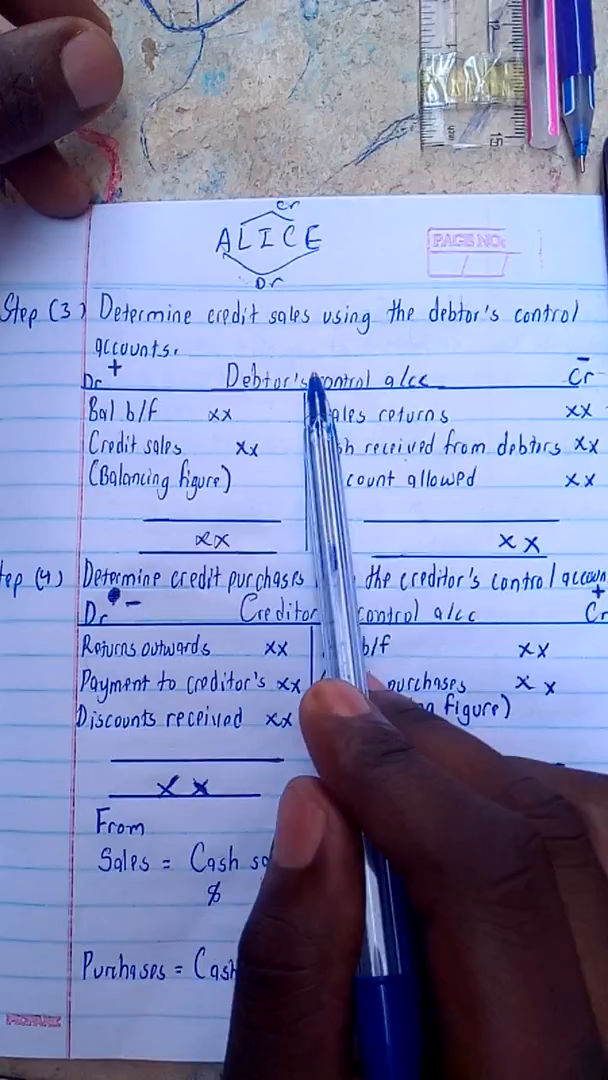 cr
ALICE
PAGE NO:
Dr
Step (3) Determine credit sales using the debtor's control
accounts.
Dr + Debtor's control a/cc - Cr
Bal b/f xx ales returns xx
Credit sales xx h received from debtors xx
(Balancing figure) count allowed xx
xx xx
tep (4) Determine credit purchases the creditor's control accoun
Dr - Creditor control a/cc + Cr
Returns outwards xx b/f xx
Payment to creditor's xx purchases xx
Discounts received xx figure)
xx
From
Sales = Cash sa
$
Purchases = Cash